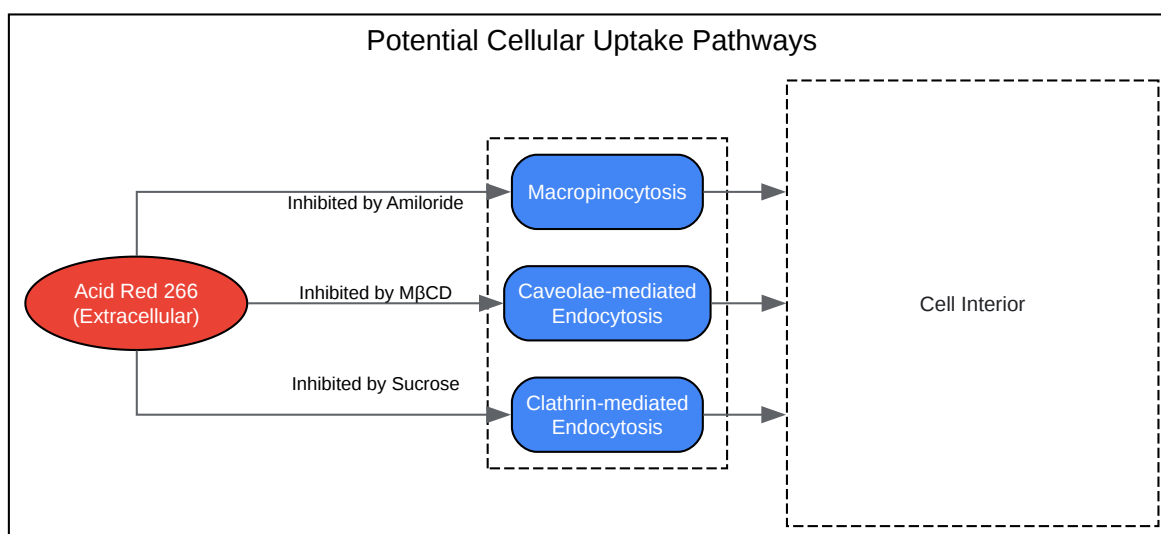 Potential Cellular Uptake Pathways
Inhibited by Amiloride
Macropinocytosis
Acid Red 266
(Extracellular)
Inhibited by MβCD
Caveolae-mediated
Endocytosis
Cell Interior
Inhibited by Sucrose
Clathrin-mediated
Endocytosis